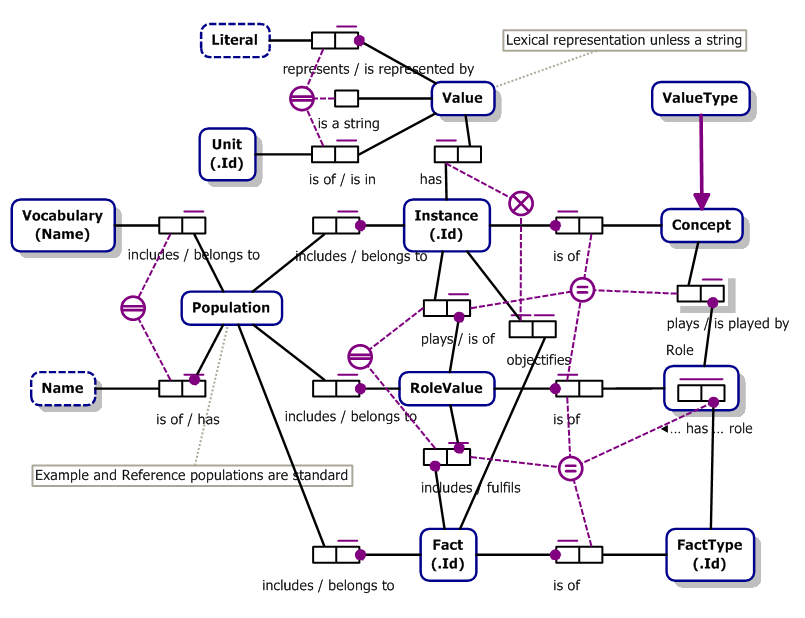 Literal
Lexical representation unless a string
represents / is represented by
Value
ValueType
is a string
Unit
(.Id)
is of / is in
has
Vocabulary
(Name)
Instance
(.Id)
Concept
includes / belongs to
includes / belongs to
is of
Population
plays / is of
plays / is played by
objectifies
Role
Name
RoleValue
is of / has
includes / belongs to
is of
◄... has ... role
Example and Reference populations are standard
includes / fulfils
Fact
(.Id)
FactType
(.Id)
includes / belongs to
is of